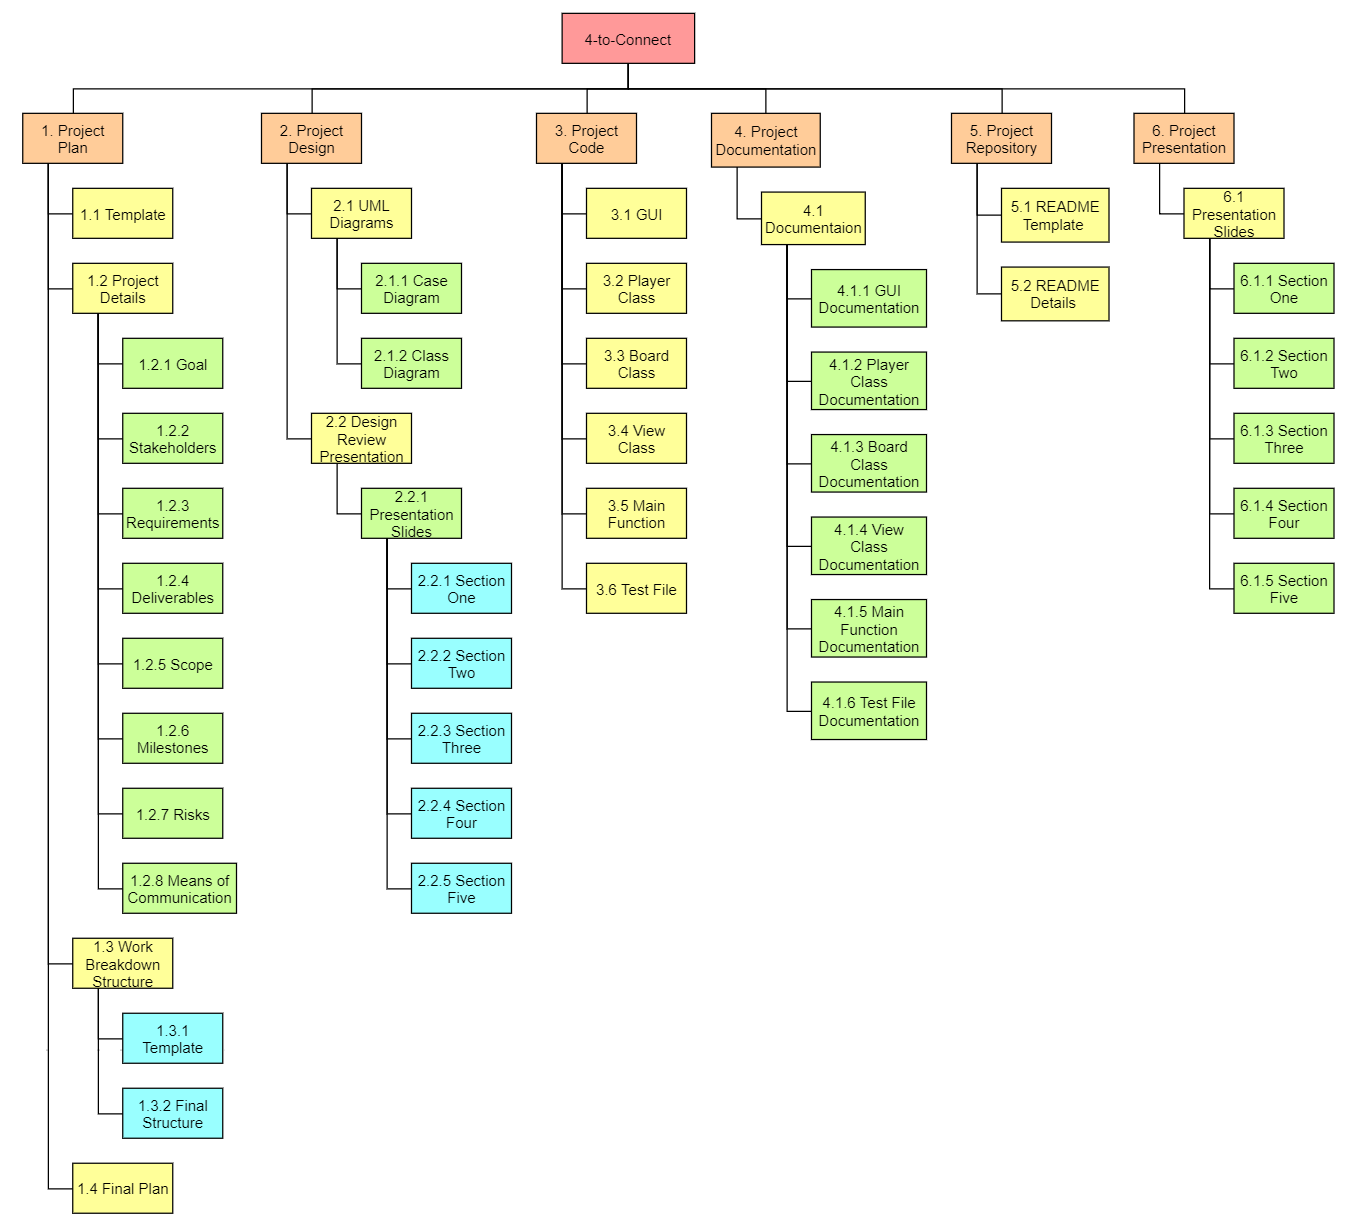 4-to-Connect
1. Project
Plan
1.1 Template
1.2 Project
Details
1.2.1 Goal
1.2.2
Stakeholders
1.2.3
Requirements
1.2.4
Deliverables
1.2.5 Scope
1.2.6
Milestones
1.2.7 Risks
1.2.8 Means of
Communication
1.3 Work
Breakdown
Structure
1.3.1
Template
1.3.2 Final
Structure
1.4 Final Plan
2. Project
Design
2.1 UML
Diagrams
2.1.1 Case
Diagram
2.1.2 Class
Diagram
2.2 Design
Review
Presentation
2.2.1
Presentation
Slides
2.2.1 Section
One
2.2.2 Section
Two
2.2.3 Section
Three
2.2.4 Section
Four
2.2.5 Section
Five
3. Project
Code
3.1 GUI
3.2 Player
Class
3.3 Board
Class
3.4 View
Class
3.5 Main
Function
3.6 Test File
4. Project
Documentation
4.1
Documentaion
4.1.1 GUI
Documentation
4.1.2 Player
Class
Documentation
4.1.3 Board
Class
Documentation
4.1.4 View
Class
Documentation
4.1.5 Main
Function
Documentation
4.1.6 Test File
Documentation
5. Project
Repository
5.1 README
Template
5.2 README
Details
6. Project
Presentation
6.1
Presentation
Slides
6.1.1 Section
One
6.1.2 Section
Two
6.1.3 Section
Three
6.1.4 Section
Four
6.1.5 Section
Five